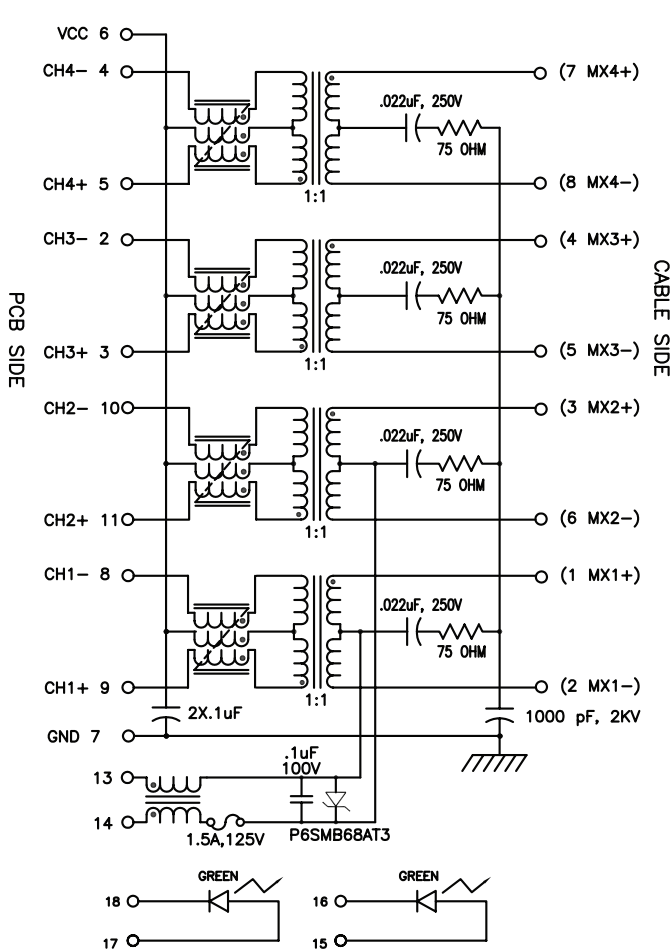 VCC 6
CH4- 4
(7 MX4+)
.022uF, 250V
75 OHM
CH4+ 5
(8 MX4-)
1:1
CH3- 2
(4 MX3+)
.022uF, 250V
75 OHM
CH3+ 3
(5 MX3-)
1:1
PCB SIDE
CABLE SIDE
CH2- 10
(3 MX2+)
.022uF, 250V
75 OHM
CH2+ 11
(6 MX2-)
1:1
CH1- 8
(1 MX1+)
.022uF, 250V
75 OHM
CH1+ 9
(2 MX1-)
1:1
2X.1uF
1000 pF, 2KV
GND 7
.1uF
100V
13
14
1.5A,125V
P6SMB68AT3
GREEN
GREEN
18
16
17
15